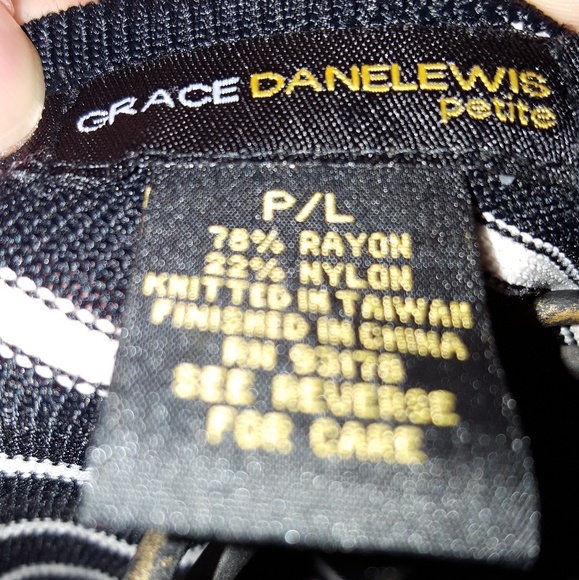 GRACE DANELEWIS
petite
P/L
78% RAYON
22% NYLON
KNITTED IN TAIWAN
FINISHED IN CHINA
RN 93178
SEE REVERSE
FOR CARE